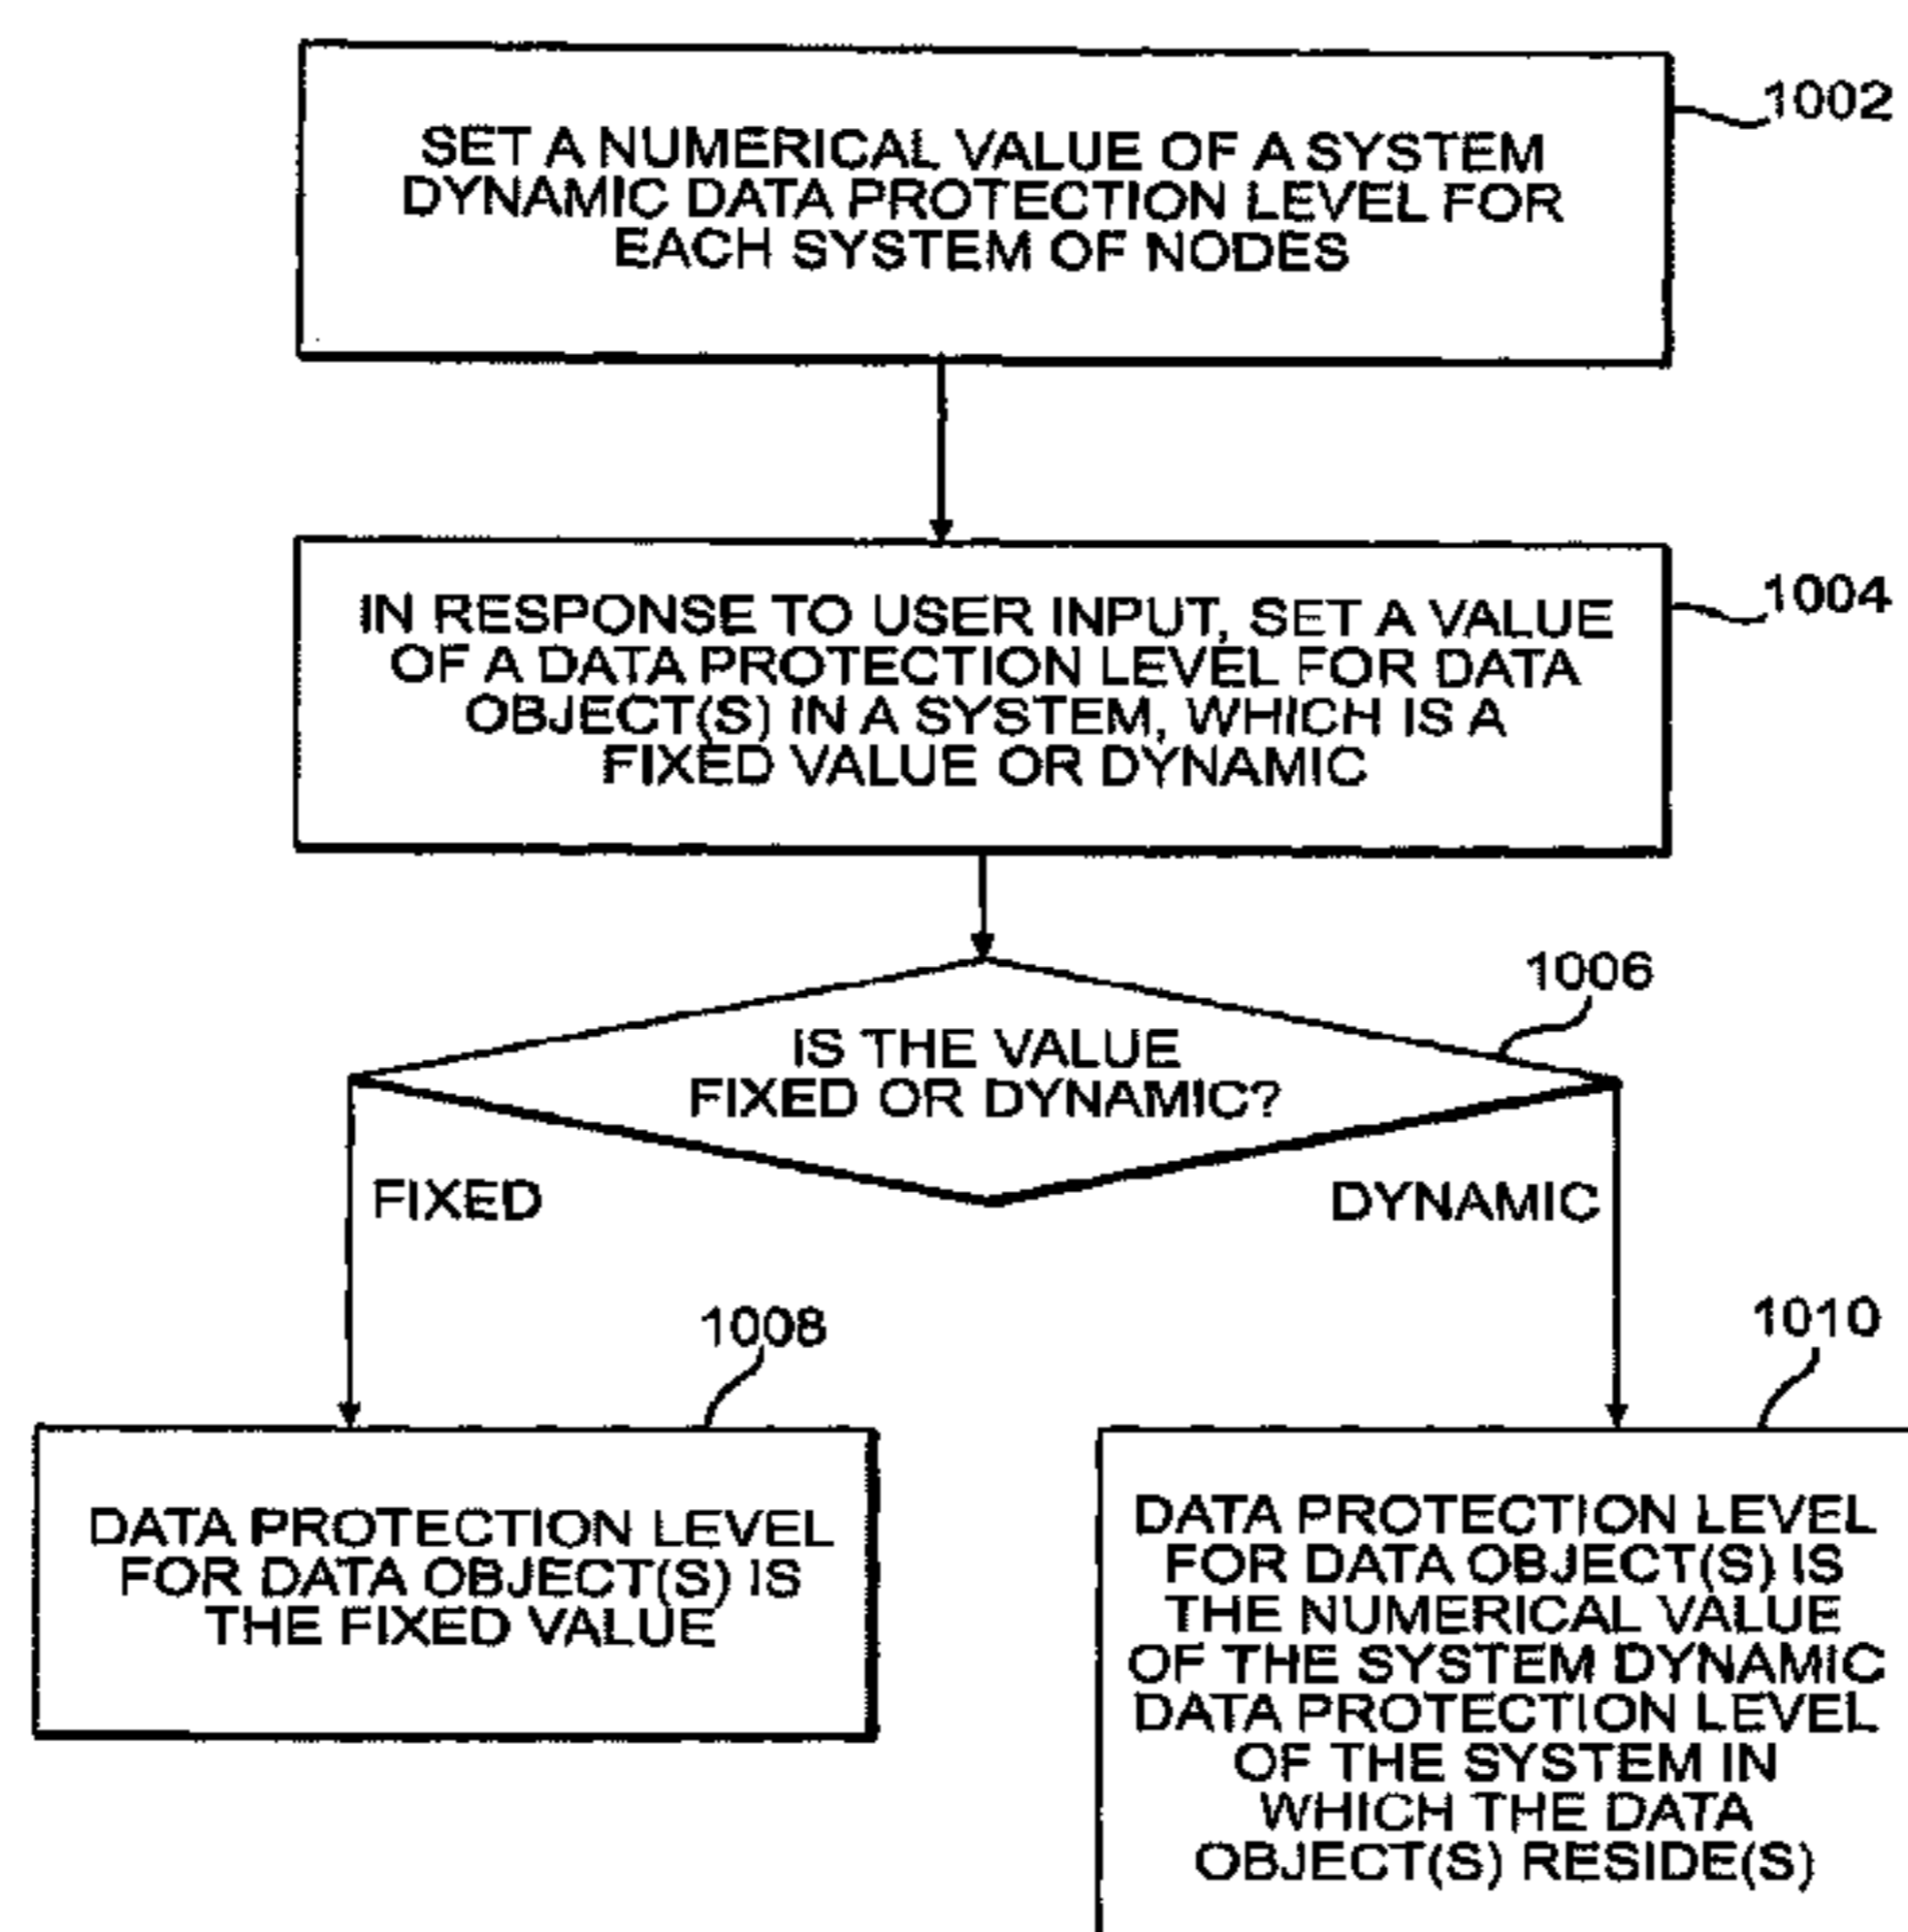 SET A NUMERICAL VALUE OF A SYSTEM
DYNAMIC DATA PROTECTION LEVEL FOR
EACH SYSTEM OF NODES
1002
IN RESPONSE TO USER INPUT, SET A VALUE
OF A DATA PROTECTION LEVEL FOR DATA
OBJECT(S) IN A SYSTEM, WHICH IS A
FIXED VALUE OR DYNAMIC
1004
IS THE VALUE
FIXED OR DYNAMIC?
1006
FIXED
DYNAMIC
1008
DATA PROTECTION LEVEL
FOR DATA OBJECT(S) IS
THE FIXED VALUE
1010
DATA PROTECTION LEVEL
FOR DATA OBJECT(S) IS
THE NUMERICAL VALUE
OF THE SYSTEM DYNAMIC
DATA PROTECTION LEVEL
OF THE SYSTEM IN
WHICH THE DATA
OBJECT(S) RESIDE(S)